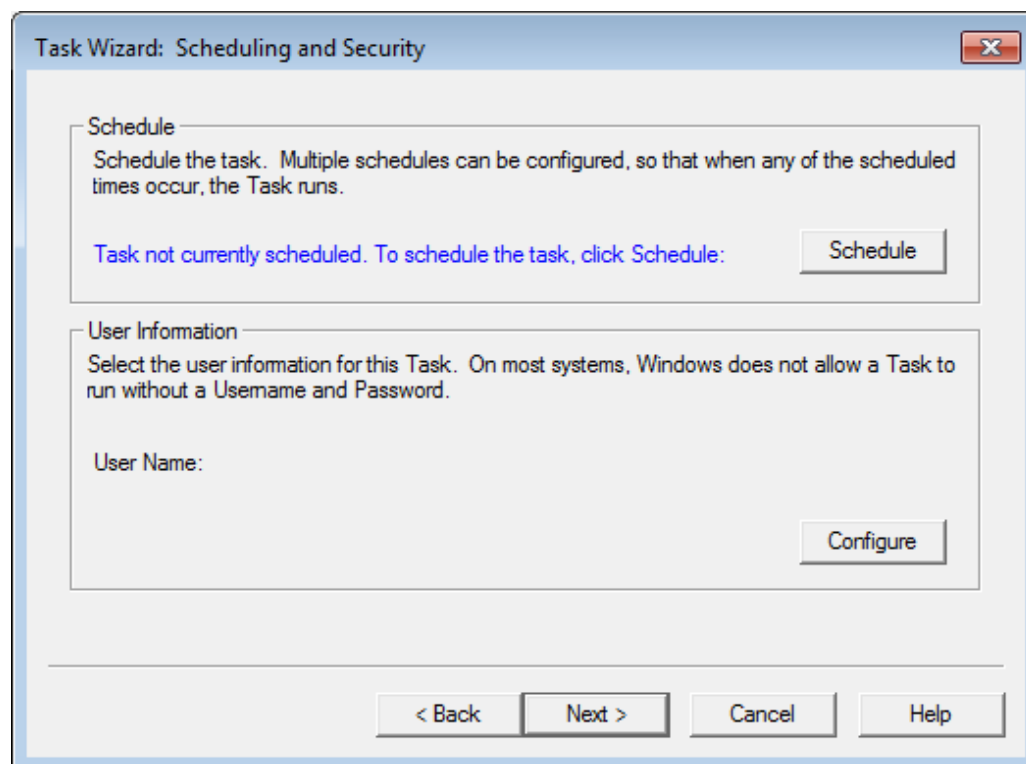 Task Wizard:  Scheduling and Security
Schedule
Schedule the task.  Multiple schedules can be configured, so that when any of the scheduled
times occur, the Task runs.
Task not currently scheduled. To schedule the task, click Schedule:
Schedule
User Information
Select the user information for this Task.  On most systems, Windows does not allow a Task to
run without a Username and Password.
User Name:
Configure
< Back
Next >
Cancel
Help